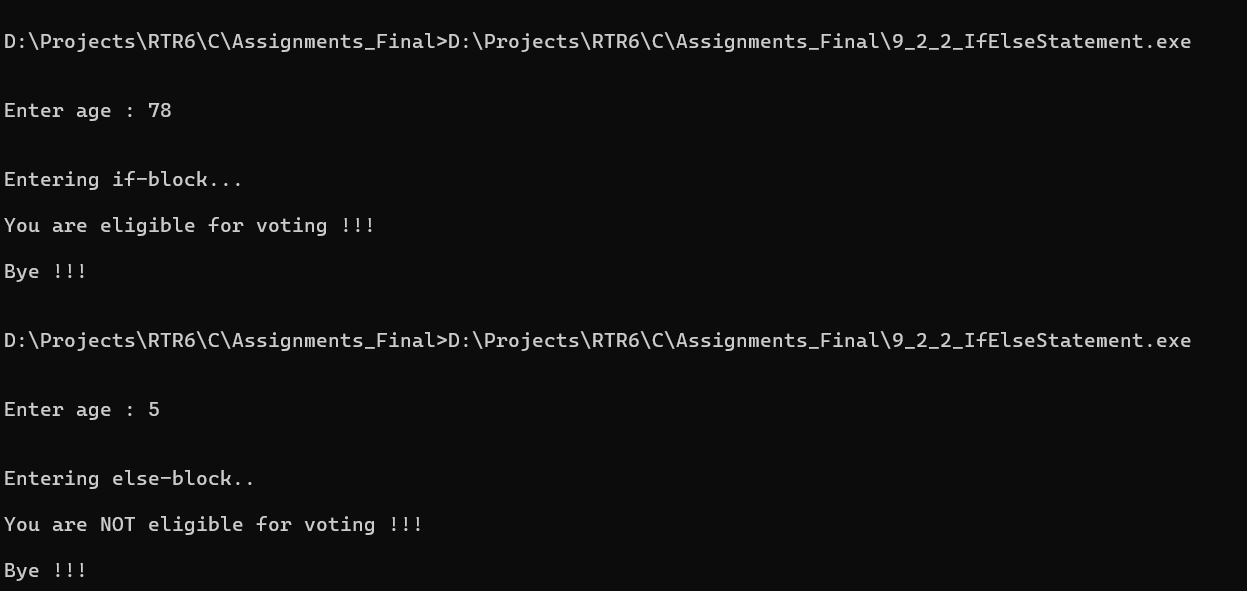 D:\Projects\RTR6\C\Assignments_Final>D:\Projects\RTR6\C\Assignments_Final\9_2_2_IfElseStatement.exe
Enter age : 78
Entering if-block...
You are eligible for voting !!!
Bye !!!
D:\Projects\RTR6\C\Assignments_Final>D:\Projects\RTR6\C\Assignments_Final\9_2_2_IfElseStatement.exe
Enter age : 5
Entering else-block..
You are NOT eligible for voting !!!
Bye !!!